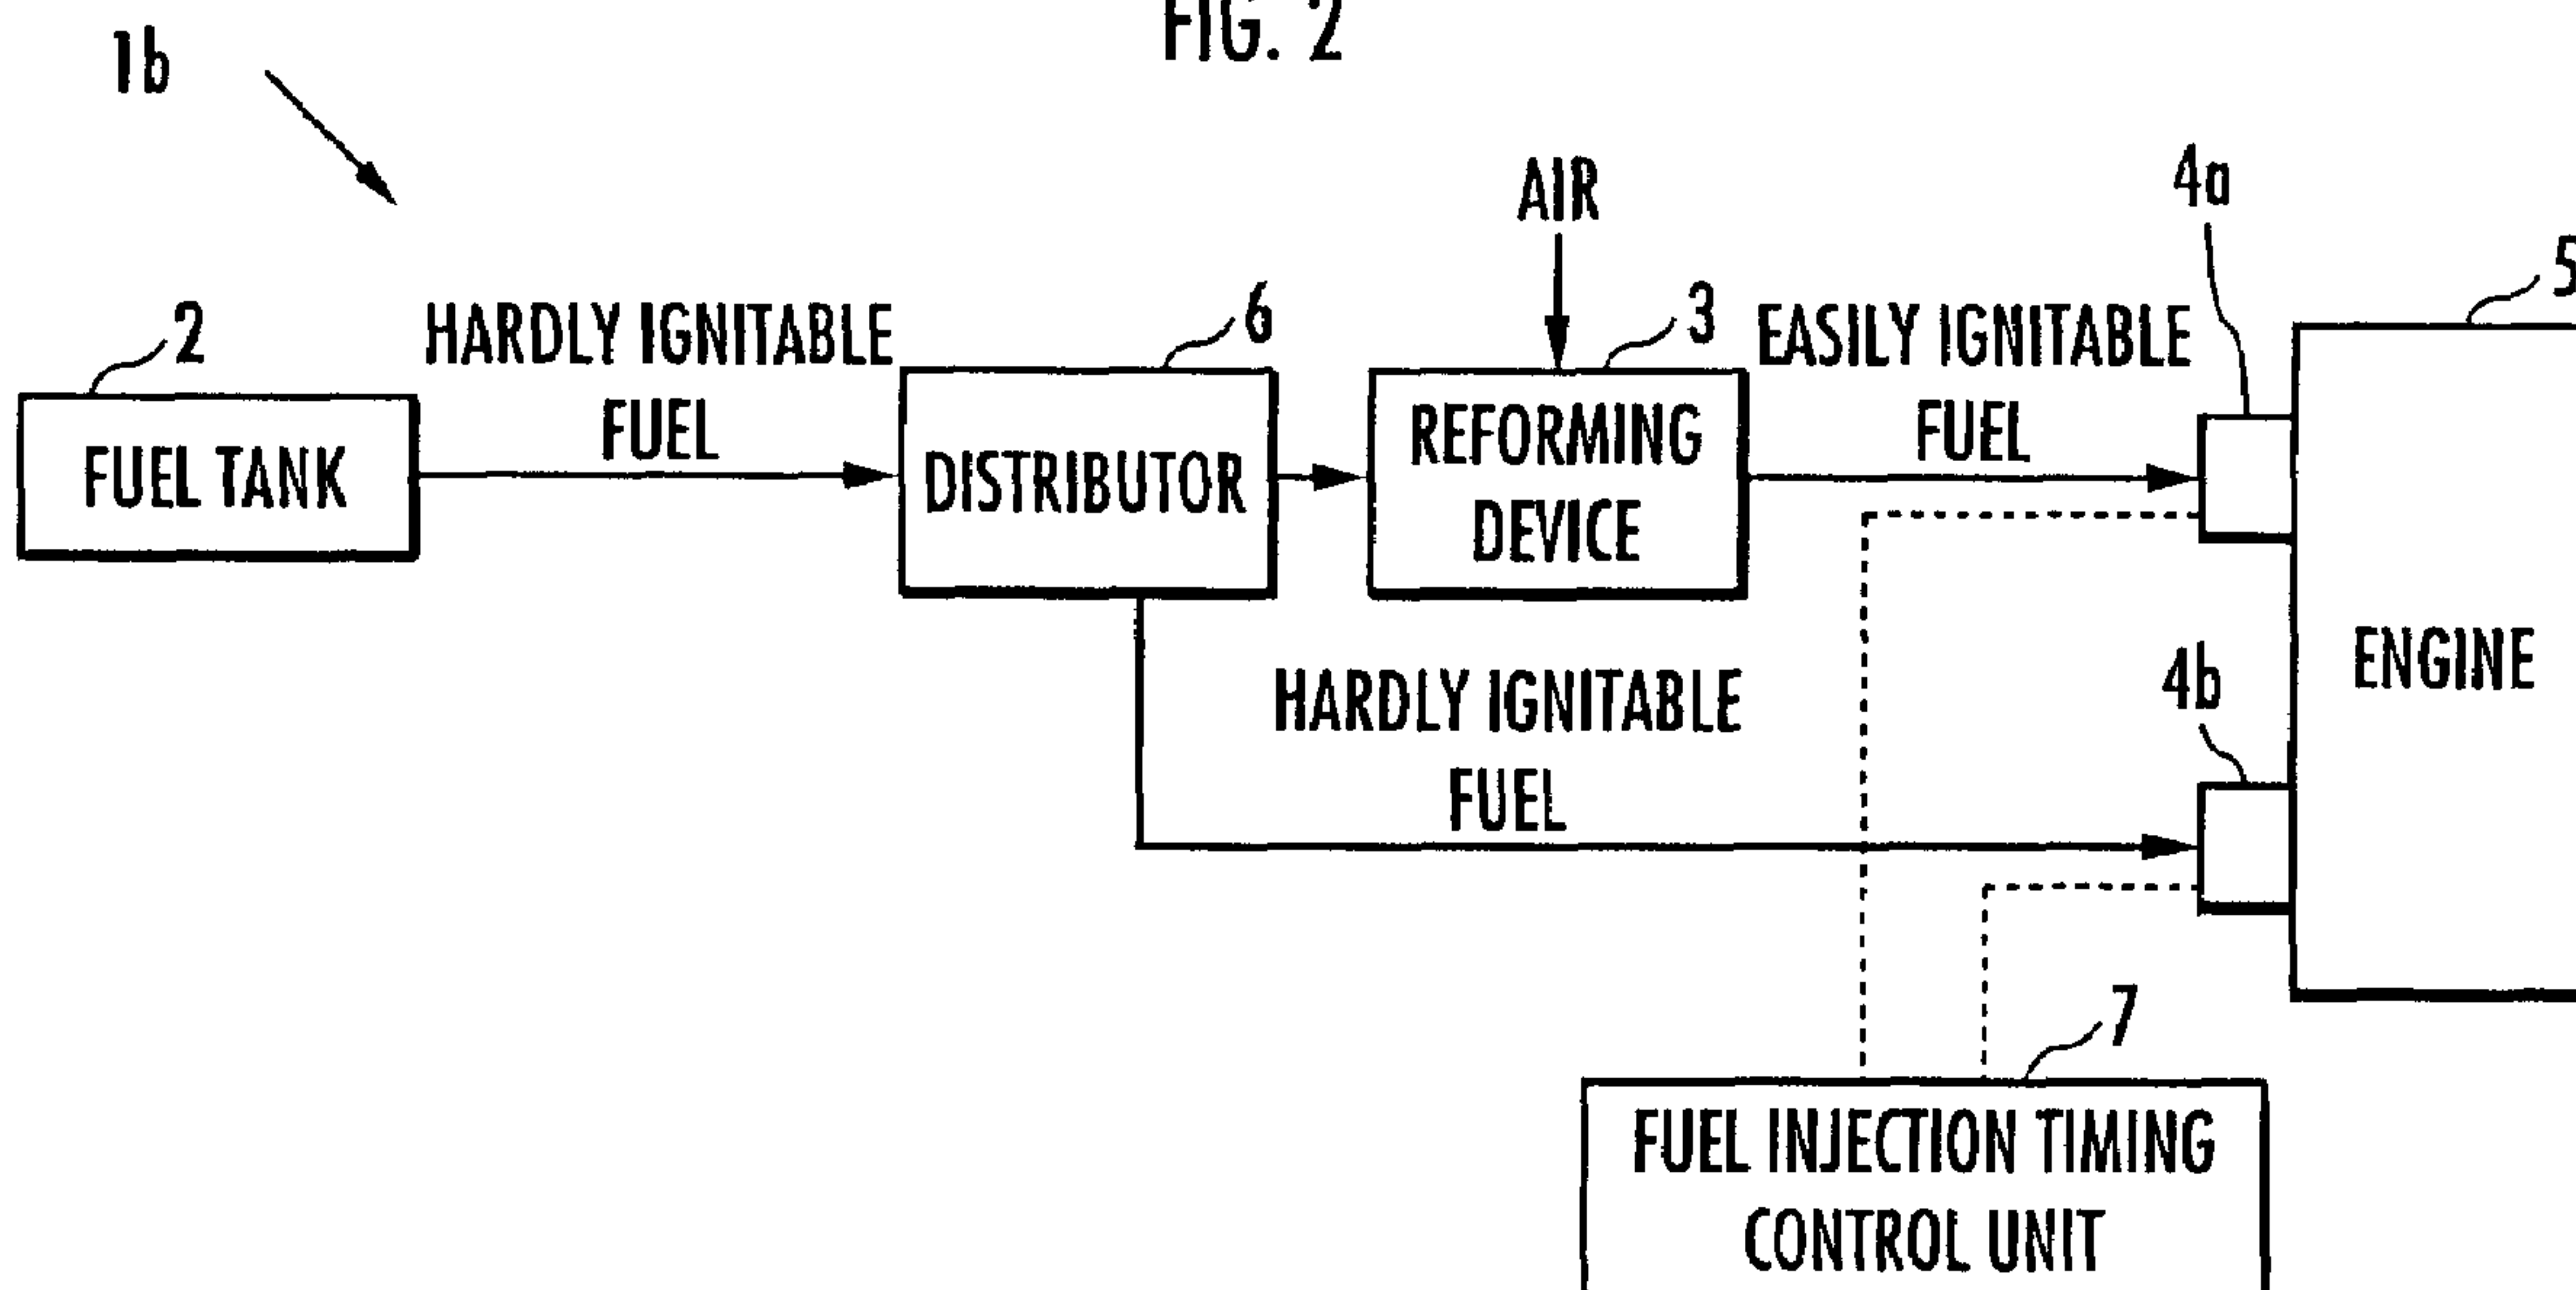 FIG. 2
1b
AIR
4a
5
2
HARDLY IGNITABLE
FUEL
6
3
EASILY IGNITABLE
FUEL
FUEL TANK
DISTRIBUTOR
REFORMING
DEVICE
ENGINE
HARDLY IGNITABLE
FUEL
4b
7
FUEL INJECTION TIMING
CONTROL UNIT